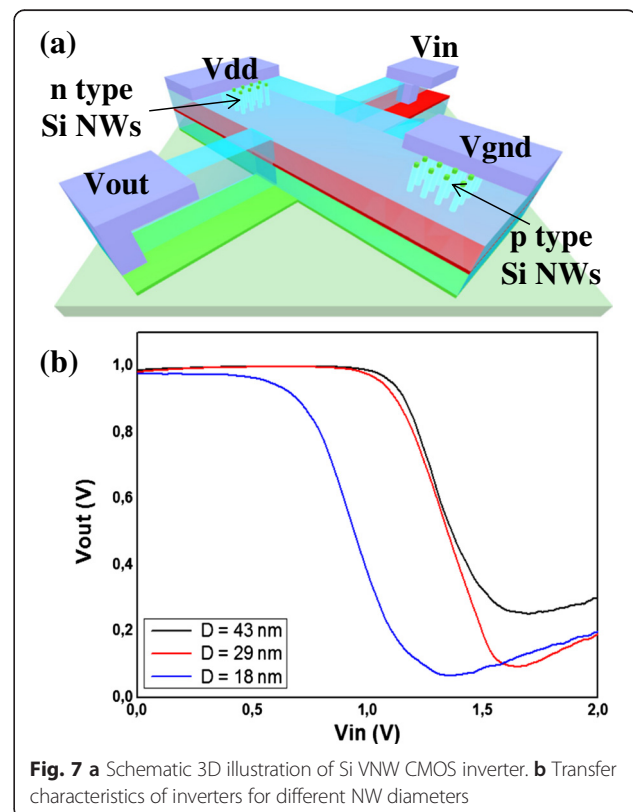 (a)
Vin
Vdd
n type
Si NWs
Vgnd
Vout
p type
Si NWs
(b)
1,0
0,8
0,6
0,4
0,2
0,0
Vout (V)
D = 43 nm
D = 29 nm
D = 18 nm
0,0 0,5 1,0 1,5 2,0
Vin (V)
Fig. 7 a Schematic 3D illustration of Si VNW CMOS inverter. b Transfer
characteristics of inverters for different NW diameters